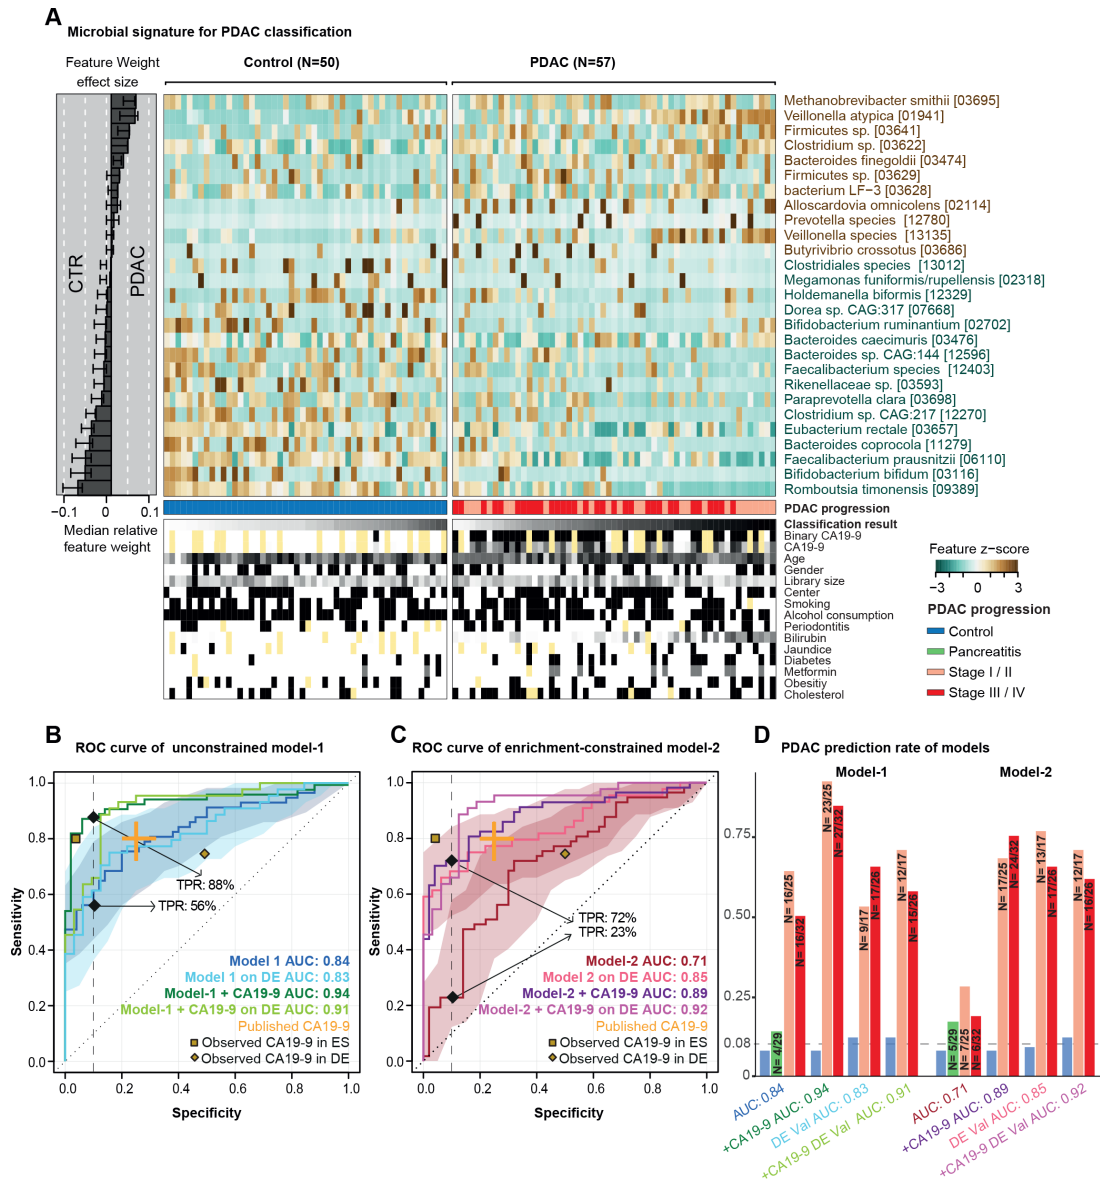 A
Microbial signature for PDAC classification
Feature Weight
effect size
Control (N=50)
PDAC (N=57)
CTR
PDAC
−0.1 0 0.1
Median relative
feature weight
Methanobrevibacter smithii [03695]
Veillonella atypica [01941]
Firmicutes sp. [03641]
Clostridium sp. [03622]
Bacteroides finegoldii [03474]
Firmicutes sp. [03629]
bacterium LF−3 [03628]
Alloscardovia omnicolens [02114]
Prevotella species [12780]
Veillonella species [13135]
Butyrivibrio crossotus [03686]
Clostridiales species [13012]
Megamonas funiformis/rupellensis [02318]
Holdemanella biformis [12329]
Dorea sp. CAG:317 [07668]
Bifidobacterium ruminantium [02702]
Bacteroides caecimuris [03476]
Bacteroides sp. CAG:144 [12596]
Faecalibacterium species [12403]
Rikenellaceae sp. [03593]
Paraprevotella clara [03698]
Clostridium sp. CAG:217 [12270]
Eubacterium rectale [03657]
Bacteroides coprocola [11279]
Faecalibacterium prausnitzii [06110]
Bifidobacterium bifidum [03116]
Romboutsia timonensis [09389]
PDAC progression
Classification result
Binary CA19-9
CA19-9
Age
Gender
Library size
Center
Smoking
Alcohol consumption
Periodontitis
Bilirubin
Jaundice
Diabetes
Metformin
Obesitiy
Cholesterol
Feature z−score
−3 0 3
PDAC progression
Control
Pancreatitis
Stage I / II
Stage III / IV
B
ROC curve of unconstrained model-1
Sensitivity
1.0
0.8
0.6
0.4
0.2
0.0
TPR: 88%
TPR: 56%
Model 1 AUC: 0.84
Model 1 on DE AUC: 0.83
Model-1 + CA19-9 AUC: 0.94
Model-1 + CA19-9 on DE AUC: 0.91
Published CA19-9
Observed CA19-9 in ES
Observed CA19-9 in DE
0.0 0.2 0.4 0.6 0.8 1.0
Specificity
C
ROC curve of enrichment-constrained model-2
Sensitivity
1.0
0.8
0.6
0.4
0.2
0.0
TPR: 72%
TPR: 23%
Model-2 AUC: 0.71
Model 2 on DE AUC: 0.85
Model-2 + CA19-9 AUC: 0.89
Model-2 + CA19-9 on DE AUC: 0.92
Published CA19-9
Observed CA19-9 in ES
Observed CA19-9 in DE
0.0 0.2 0.4 0.6 0.8 1.0
Specificity
D
PDAC prediction rate of models
Model-1
Model-2
0.75
0.50
0.25
0.08
0
N= 4/29
N= 16/25
N= 16/32
N= 23/25
N= 27/32
N= 9/17
N= 17/26
N= 12/17
N= 15/26
N= 5/29
N= 7/25
N= 6/32
N= 17/25
N= 24/32
N= 13/17
N= 17/26
N= 12/17
N= 16/26
AUC: 0.84
+CA19-9 AUC: 0.94
DE Val AUC: 0.83
+CA19-9 DE Val AUC: 0.91
AUC: 0.71
+CA19-9 AUC: 0.89
DE Val AUC: 0.85
+CA19-9 DE Val AUC: 0.92